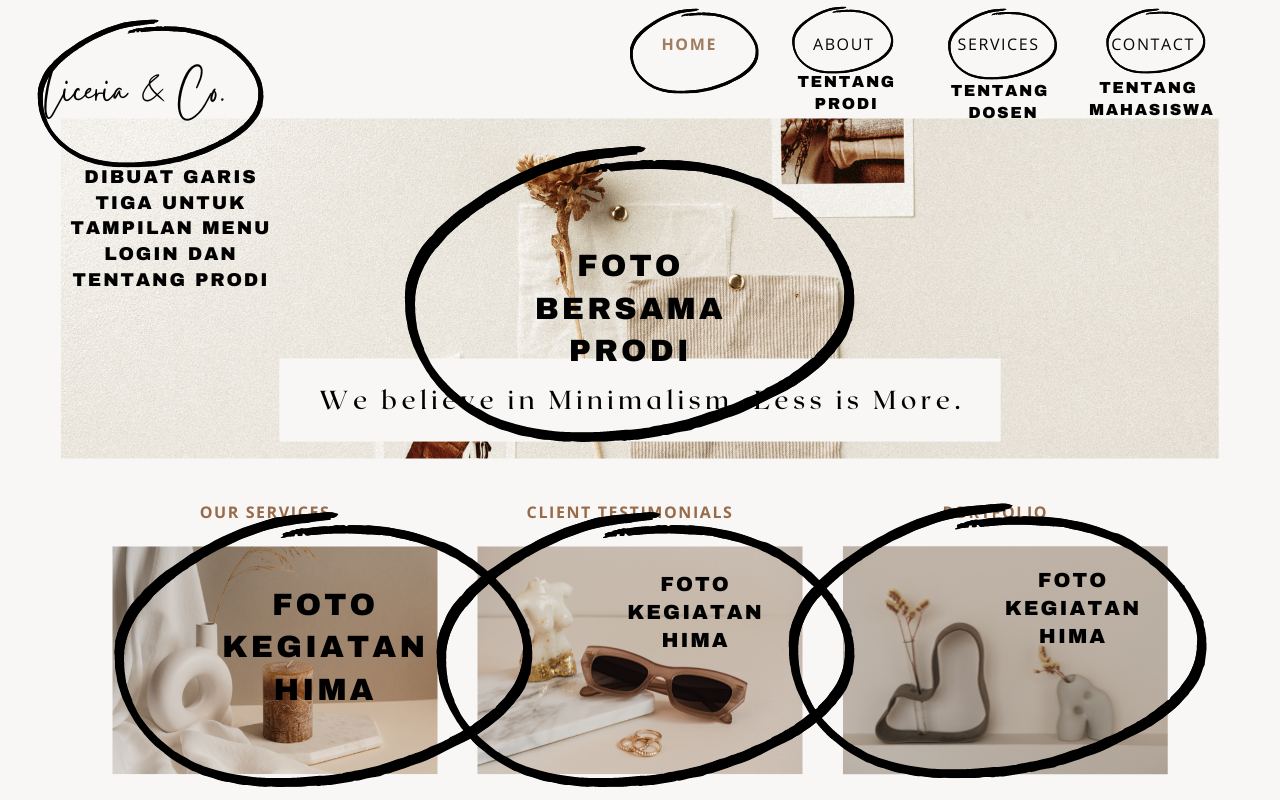 Liceria & Co.
HOME
ABOUT
SERVICES
CONTACT
TENTANG
PRODI
TENTANG
DOSEN
TENTANG
MAHASISWA
DIBUAT GARIS
TIGA UNTUK
TAMPILAN MENU
LOGIN DAN
TENTANG PRODI
FOTO
BERSAMA
PRODI
We believe in Minimalism. Less is More.
OUR SERVICES
CLIENT TESTIMONIALS
PORTFOLIO
FOTO
KEGIATAN
HIMA
FOTO
KEGIATAN
HIMA
FOTO
KEGIATAN
HIMA